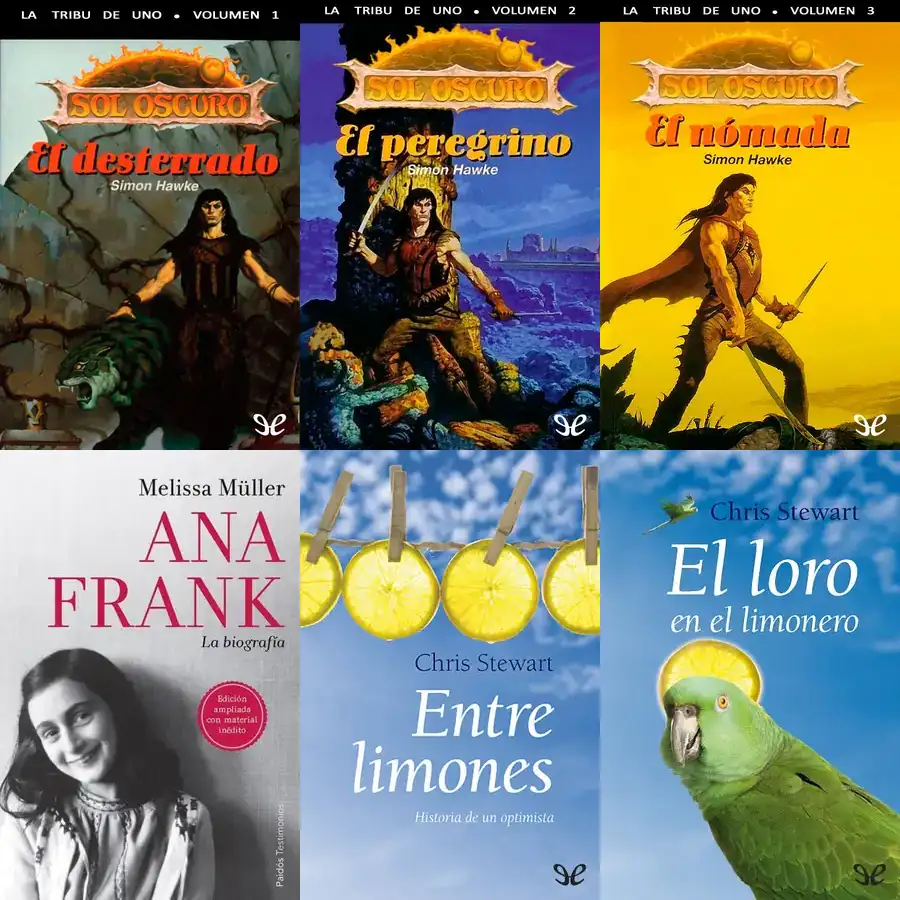 LA TRIBU DE UNO • VOLUMEN 1
SOL OSCURO
El desterrado
Simon Hawke
LA TRIBU DE UNO • VOLUMEN 2
SOL OSCURO
El peregrino
Simon Hawke
LA TRIBU DE UNO • VOLUMEN 3
SOL OSCURO
El nómada
Simon Hawke
Melissa Müller
ANA
FRANK
La biografía
Edición
ampliada
con material
inédito
Paidós Testimonios
Chris Stewart
Entre
limones
Historia de un optimista
Chris Stewart
El loro
en el limonero